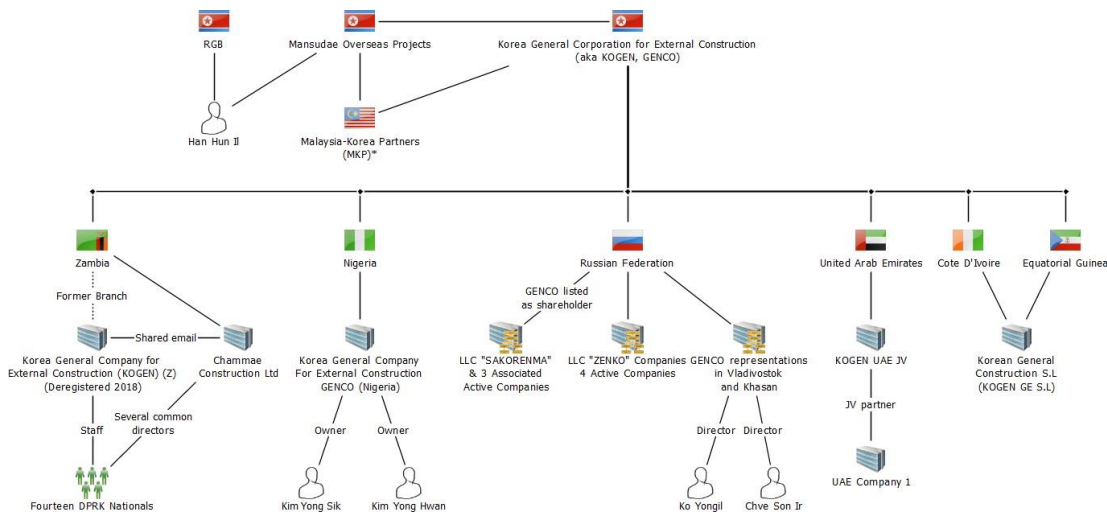 RGB
Mansudae Overseas Projects
Korea General Corporation for External Construction
(aka KOGEN, GENCO)
Han Hun Il
Malaysia-Korea Partners
(MKP)*
Zambia
Nigeria
Russian Federation
United Arab Emirates
Cote D'Ivoire
Equatorial Guinea
Former Branch
GENCO listed
as shareholder
Shared email
Korea General Company for
External Construction (KOGEN) (Z)
(Deregistered 2018)
Chammae
Construction Ltd
Korea General Company
For External Construction
GENCO (Nigeria)
LLC "SAKORENMA"
& 3 Associated
Active Companies
LLC "ZENKO" Companies
4 Active Companies
GENCO representations
in Vladivostok
and Khasan
KOGEN UAE JV
Korean General
Construction S.L
(KOGEN GE S.L)
JV partner
Staff
Several common
directors
Owner
Owner
Director
Director
Fourteen DPRK Nationals
Kim Yong Sik
Kim Yong Hwan
Ko Yongil
Chve Son Ir
UAE Company 1